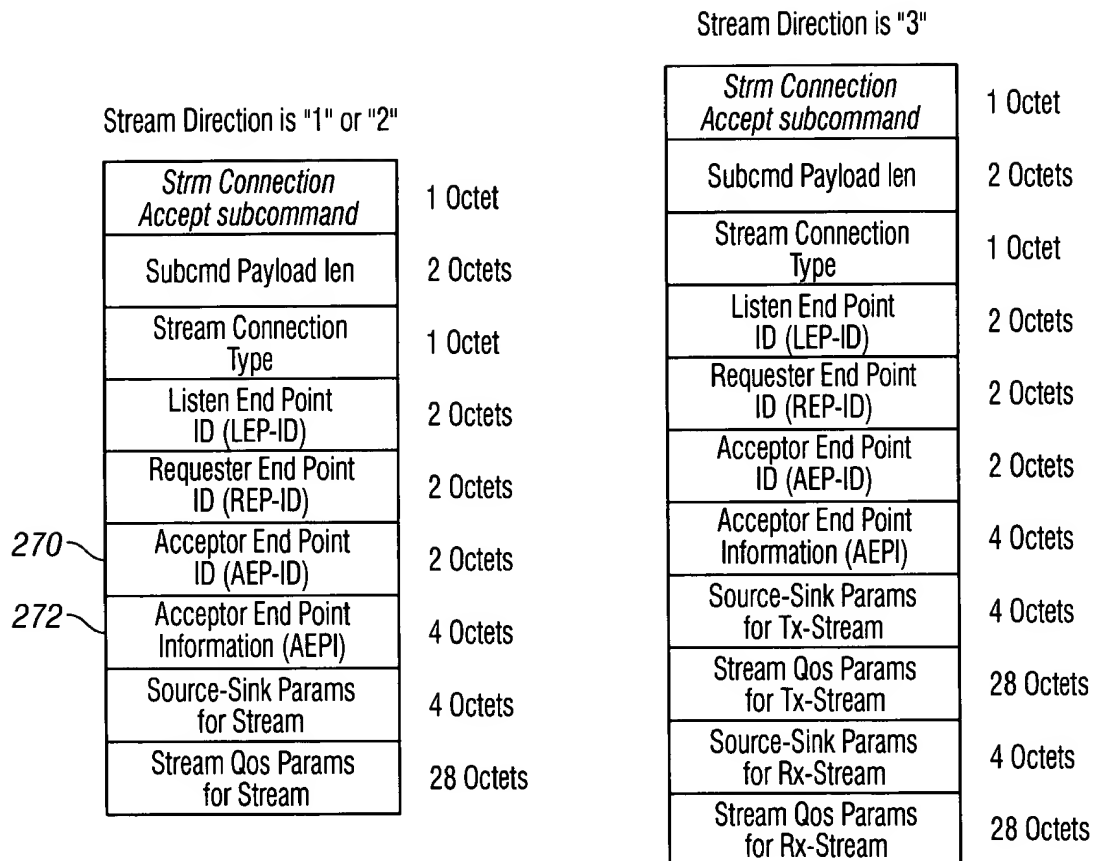 Stream Direction is "1" or "2"
Strm Connection
Accept subcommand
1 Octet
Subcmd Payload len
2 Octets
Stream Connection
Type
1 Octet
Listen End Point
ID (LEP-ID)
2 Octets
Requester End Point
ID (REP-ID)
2 Octets
270
Acceptor End Point
ID (AEP-ID)
2 Octets
272
Acceptor End Point
Information (AEPI)
4 Octets
Source-Sink Params
for Stream
4 Octets
Stream Qos Params
for Stream
28 Octets
Stream Direction is "3"
Strm Connection
Accept subcommand
1 Octet
Subcmd Payload len
2 Octets
Stream Connection
Type
1 Octet
Listen End Point
ID (LEP-ID)
2 Octets
Requester End Point
ID (REP-ID)
2 Octets
Acceptor End Point
ID (AEP-ID)
2 Octets
Acceptor End Point
Information (AEPI)
4 Octets
Source-Sink Params
for Tx-Stream
4 Octets
Stream Qos Params
for Tx-Stream
28 Octets
Source-Sink Params
for Rx-Stream
4 Octets
Stream Qos Params
for Rx-Stream
28 Octets